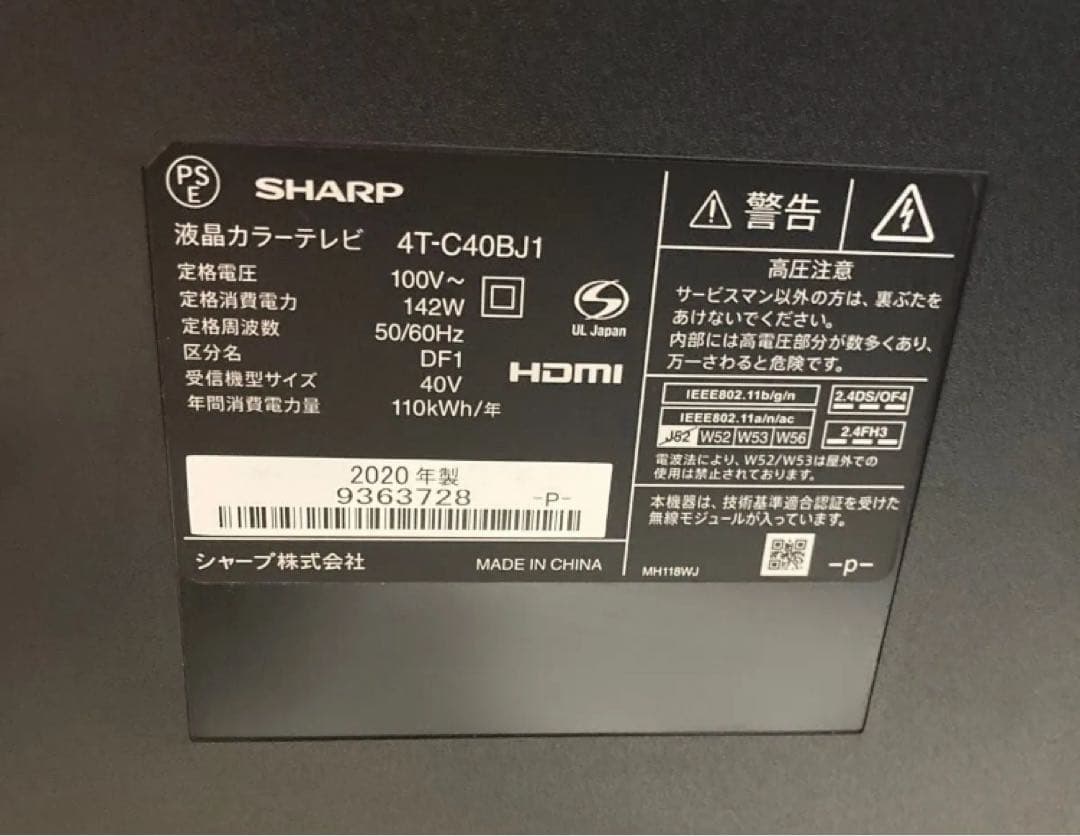 PS E
SHARP
液晶カラーテレビ 4T-C40BJ1
定格電圧 100V～
定格消費電力 142W
定格周波数 50/60Hz
区分名 DF1
受信機型サイズ 40V
年間消費電力量 110kWh/年
UL Japan
HDMI
2020 年製
9363728 -P-
シャープ株式会社 MADE IN CHINA
警告
高圧注意
サービスマン以外の方は、裏ぶたを
あけないでください。
内部には高電圧部分が数多くあり、
万一さわると危険です。
IEEE802.11b/g/n 2.4DS/OF4
IEEE802.11a/n/ac
J52 W52 W53 W56 2.4FH3
電波法により、W52/W53は屋外での
使用は禁止されております。
本機器は、技術基準適合認証を受けた
無線モジュールが入っています。
MH118WJ -p-